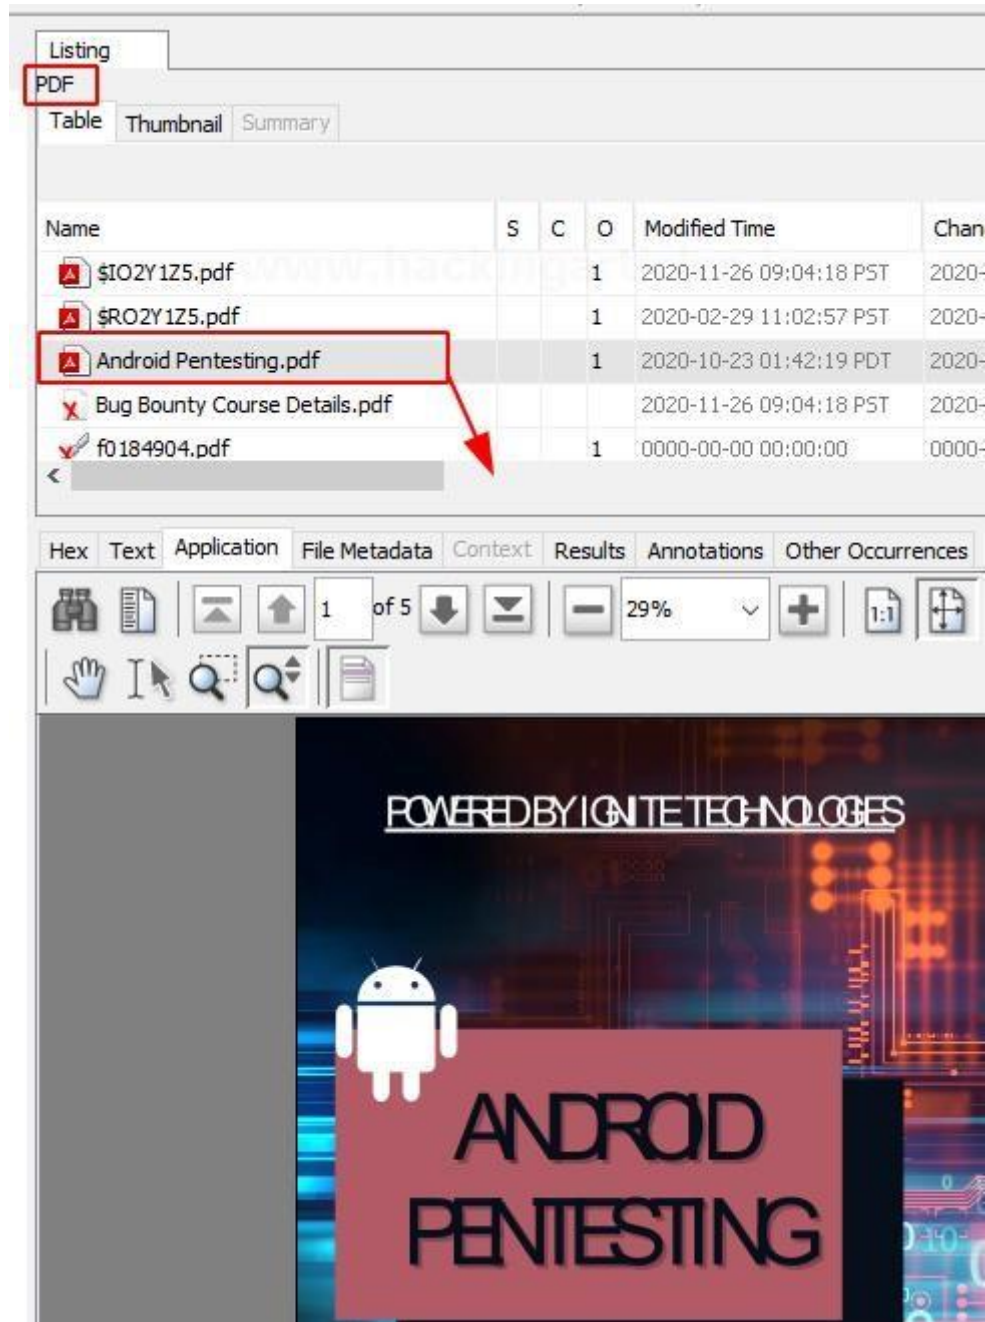 Listing
PDF
Table Thumbnail Summary
Name S C O Modified Time Chan
$IO2Y1Z5.pdf 1 2020-11-26 09:04:18 PST 2020-
$RO2Y1Z5.pdf 1 2020-02-29 11:02:57 PST 2020-
Android Pentesting.pdf 1 2020-10-23 01:42:19 PDT 2020-
Bug Bounty Course Details.pdf 2020-11-26 09:04:18 PST 2020-
f0184904.pdf 1 0000-00-00 00:00:00 0000-
Hex Text Application File Metadata Context Results Annotations Other Occurrences
1 of 5 29% 1:1
POWERED BY IGNITE TECHNOLOGIES
ANDROID
PENTESTING